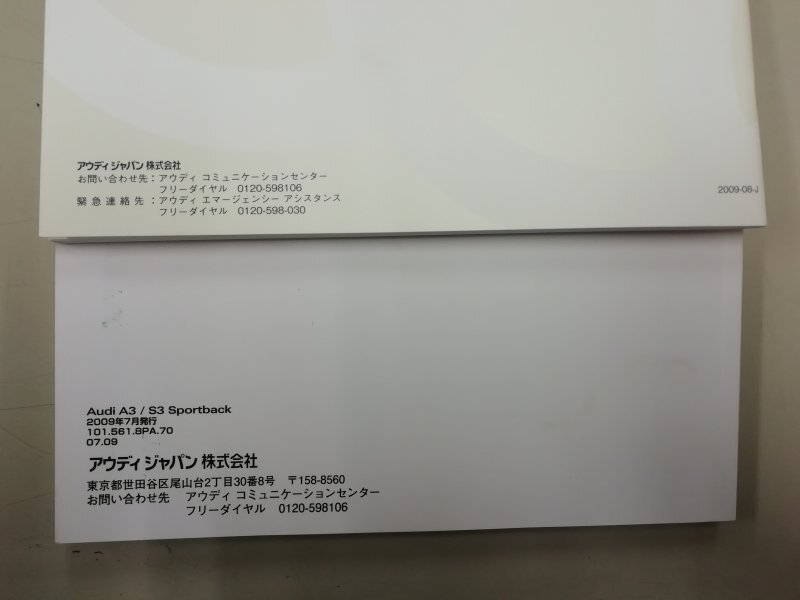 アウディ ジャパン 株式会社
お問い合わせ先：アウディ コミュニケーションセンター
フリーダイヤル 0120-598106
緊急連絡先：アウディ エマージェンシー アシスタンス
フリーダイヤル 0120-598-030
2009-08-J
Audi A3 / S3 Sportback
2009年7月発行
101.561.8PA.70
07.09
アウディ ジャパン 株式会社
東京都世田谷区尾山台2丁目30番8号 〒158-8560
お問い合わせ先 アウディ コミュニケーションセンター
フリーダイヤル 0120-598106